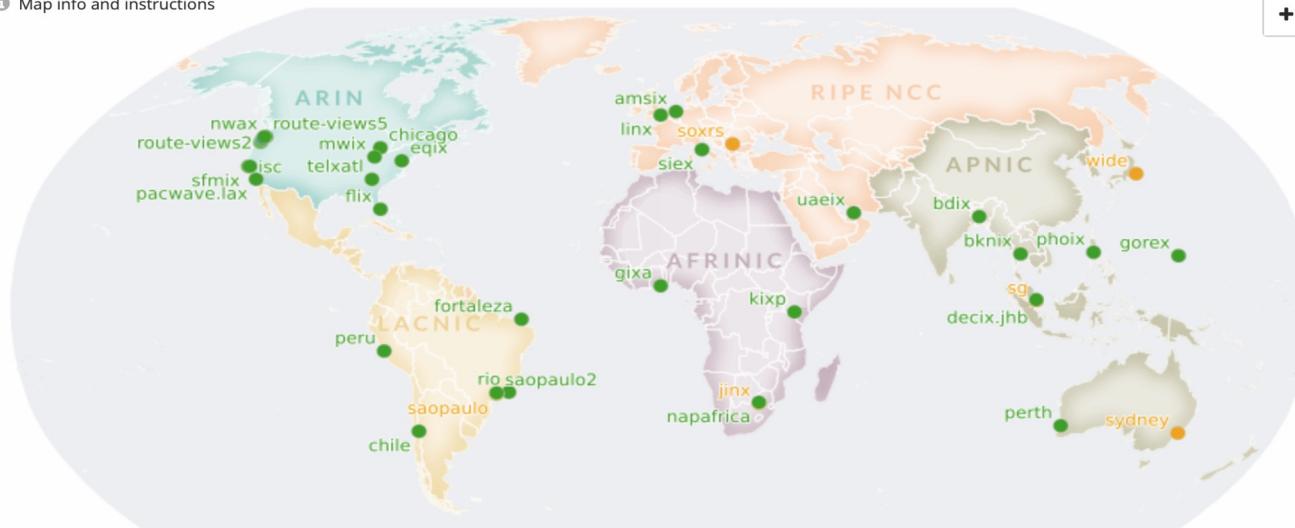 Map info and instructions
+
ARIN
RIPE NCC
amsix
nwax
route-views5
linx
soxrs
chicago
route-views2
mwix
eqix
siex
APNIC
wide
isc
telxatl
sfmix
pacwave.lax
flix
uaeix
bdix
bknix
phoix
gorex
AFRINIC
gixa
kixp
sg
fortaleza
decix.jhb
LACNIC
peru
rio
saopaulo2
jinx
saopaulo
napafrica
perth
sydney
chile